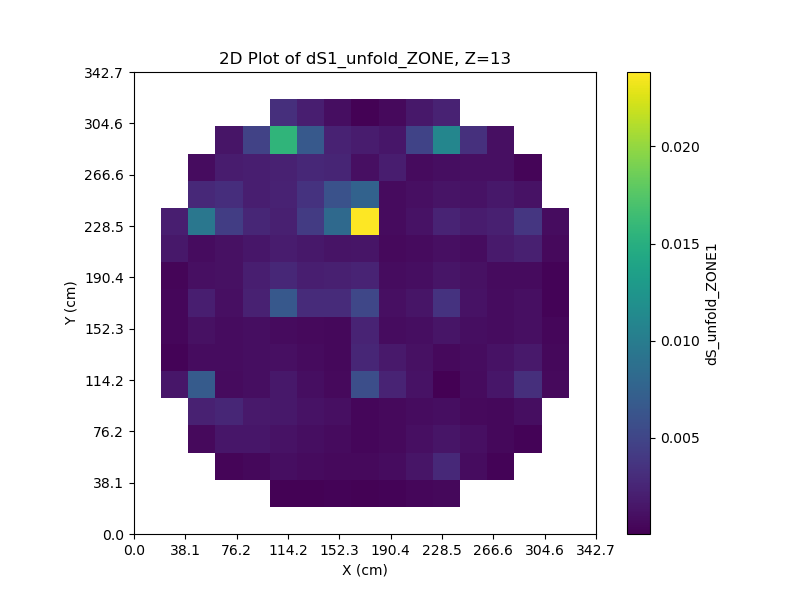 2D Plot of dS1_unfold_ZONE, Z=13
342.7
304.6
266.6
228.5
190.4
152.3
114.2
76.2
38.1
0.0
Y (cm)
0.0 38.1 76.2 114.2 152.3 190.4 228.5 266.6 304.6 342.7
X (cm)
0.020
0.015
0.010
0.005
dS_unfold_ZONE1